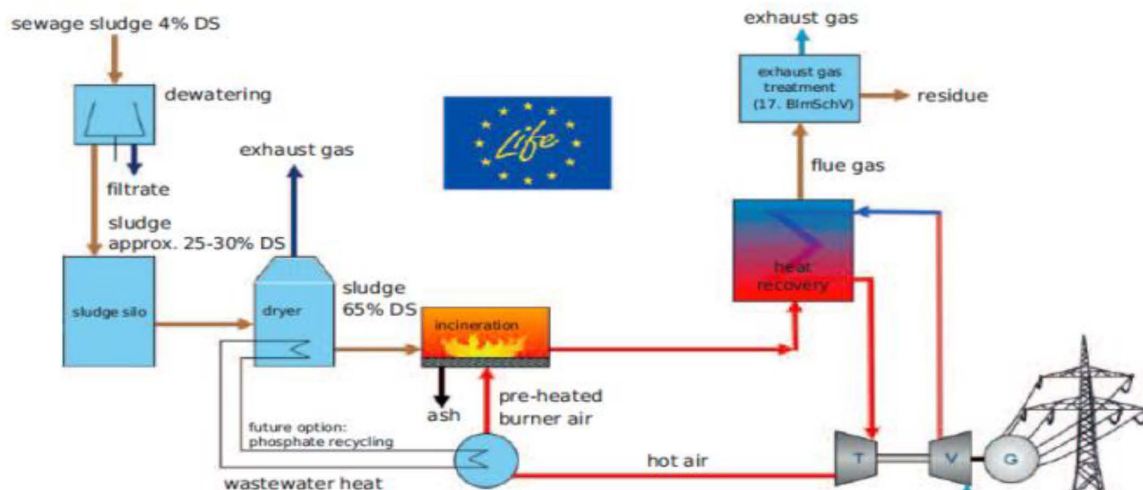 sewage sludge 4% DS
dewatering
filtrate
sludge
approx. 25-30% DS
sludge silo
exhaust gas
dryer
sludge
65% DS
incineration
ash
pre-heated
burner air
future option:
phosphate recycling
wastewater heat
hot air
Life
exhaust gas
exhaust gas
treatment
(17. BImSchV)
residue
flue gas
heat
recovery
T
V
G